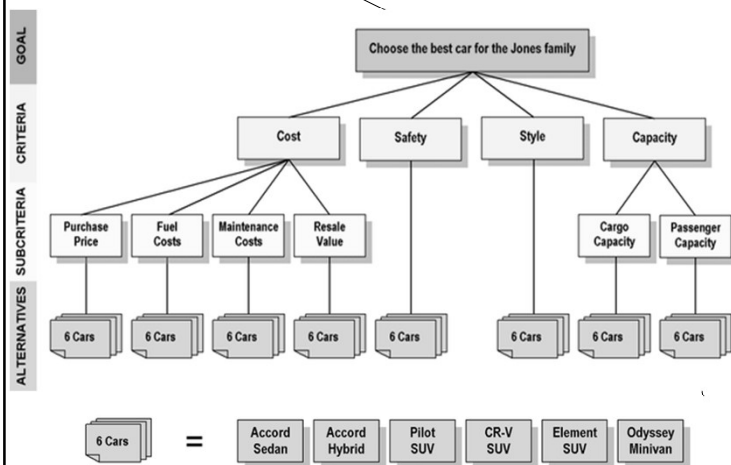 GOAL
Choose the best car for the Jones family
CRITERIA
Cost
Safety
Style
Capacity
SUBCRITERIA
Purchase
Price
Fuel
Costs
Maintenance
Costs
Resale
Value
Cargo
Capacity
Passenger
Capacity
ALTERNATIVES
6 Cars
6 Cars
6 Cars
6 Cars
6 Cars
6 Cars
6 Cars
6 Cars
6 Cars
=
Accord
Sedan
Accord
Hybrid
Pilot
SUV
CR-V
SUV
Element
SUV
Odyssey
Minivan